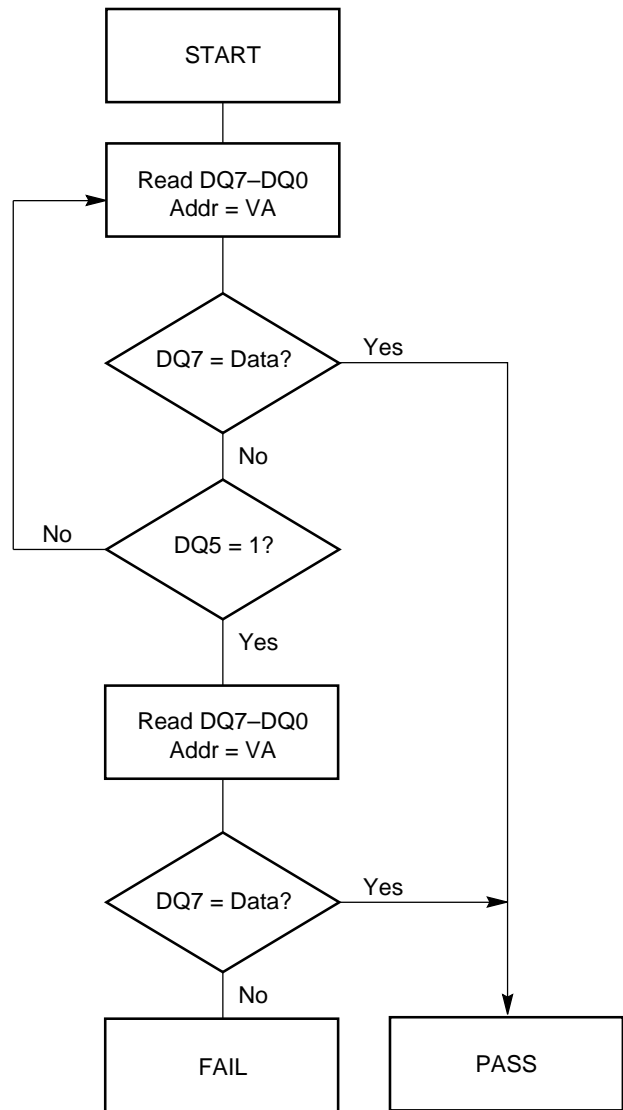 START
Read DQ7–DQ0
Addr = VA
DQ7 = Data?
Yes
No
No
DQ5 = 1?
Yes
Read DQ7–DQ0
Addr = VA
DQ7 = Data?
Yes
No
FAIL
PASS